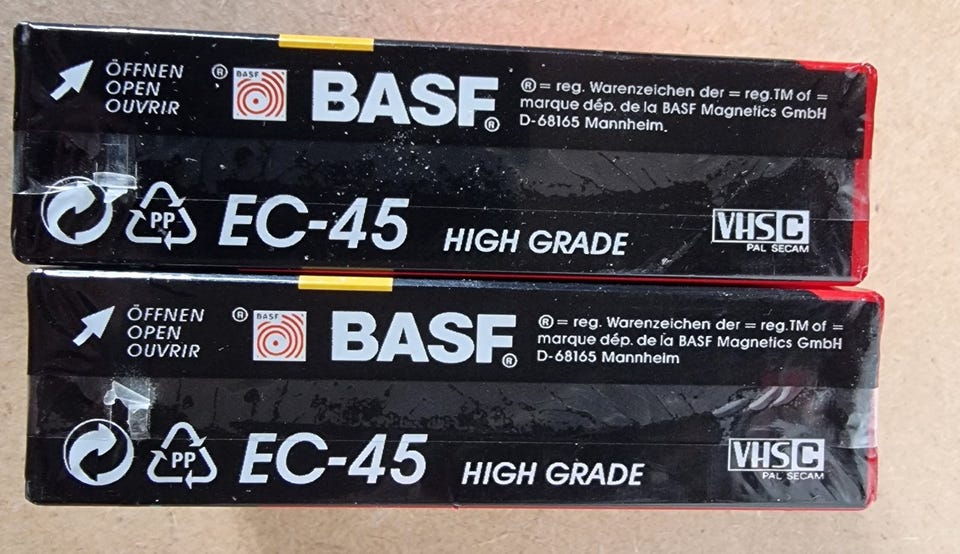 ÖFFNEN
OPEN
OUVRIR
® BASF
BASF®
® = reg. Warenzeichen der = reg.TM of =
marque dép. de la BASF Magnetics GmbH
D-68165 Mannheim.
PP
EC-45 HIGH GRADE
VHS C
PAL SECAM
ÖFFNEN
OPEN
OUVRIR
® BASF
BASF®
® = reg. Warenzeichen der = reg.TM of =
marque dép. de la BASF Magnetics GmbH
D-68165 Mannheim
PP
EC-45 HIGH GRADE
VHS C
PAL SECAM